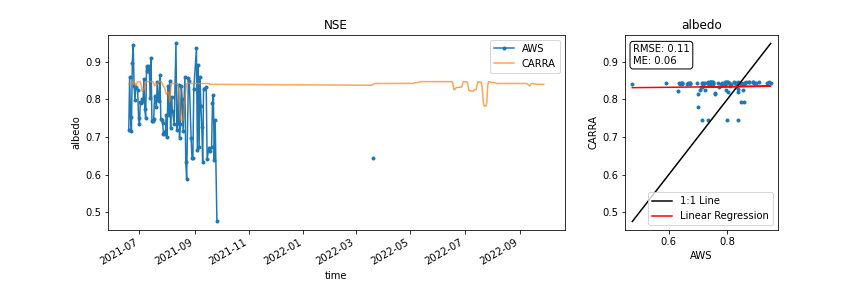 NSE
albedo
0.9
0.8
0.7
0.6
0.5
AWS
CARRA
2021-07
2021-09
2021-11
2022-01
2022-03
2022-05
2022-07
2022-09
time
albedo
CARRA
0.9
0.8
0.7
0.6
0.5
RMSE: 0.11
ME: 0.06
1:1 Line
Linear Regression
0.6
0.8
AWS